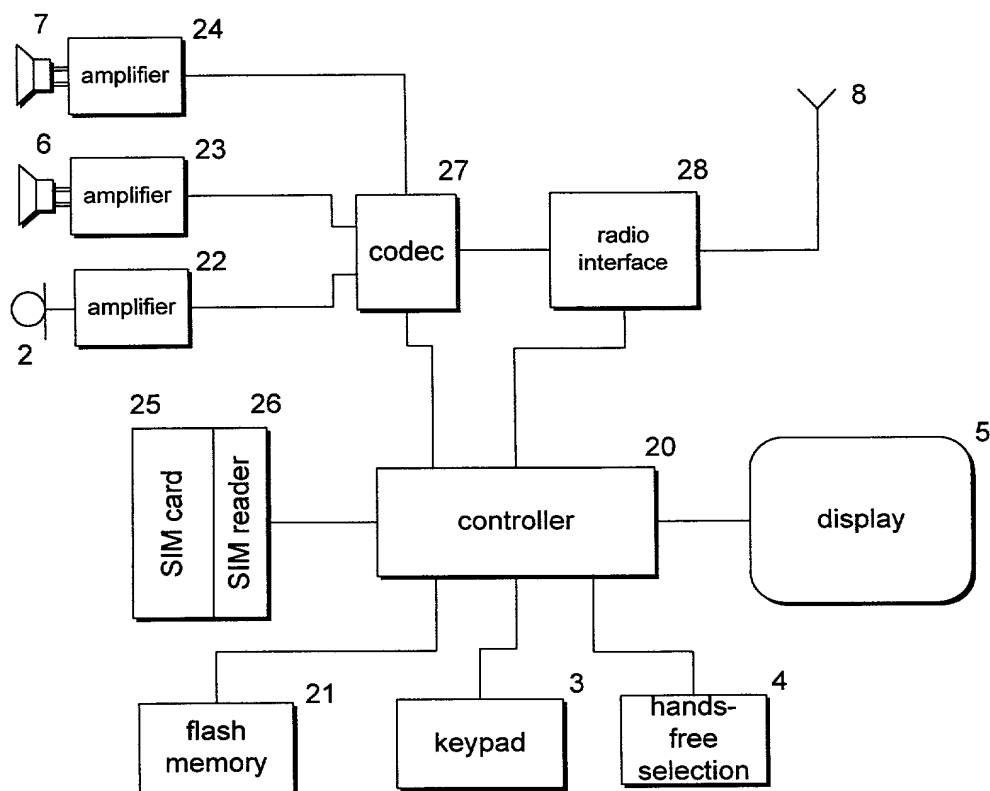 7
24
amplifier
8
6
23
27
28
amplifier
codec
radio
interface
22
amplifier
2
25
26
20
5
SIM card
SIM reader
controller
display
21
3
4
flash
memory
keypad
hands-
free
selection